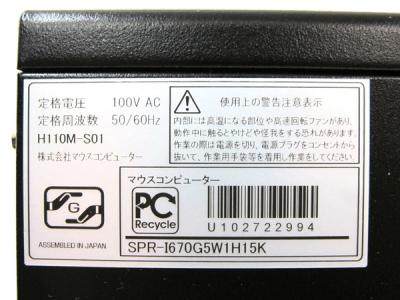 定格電圧 100V AC
定格周波数 50/60Hz
H110M-S01
株式会社マウスコンピューター
使用上の警告注意表示
内部には高温になる部位や高速回転ファンがあり、
動作中に触るとやけどや怪我をする恐れがあります。
作業の際は電源を切り、電源プラグをコンセントから
抜いて、作業用手袋等を着用の上で行ってください。
G
ASSEMBLED IN JAPAN
マウスコンピューター
PC
Recycle
U102722994
SPR-I670G5W1H15K